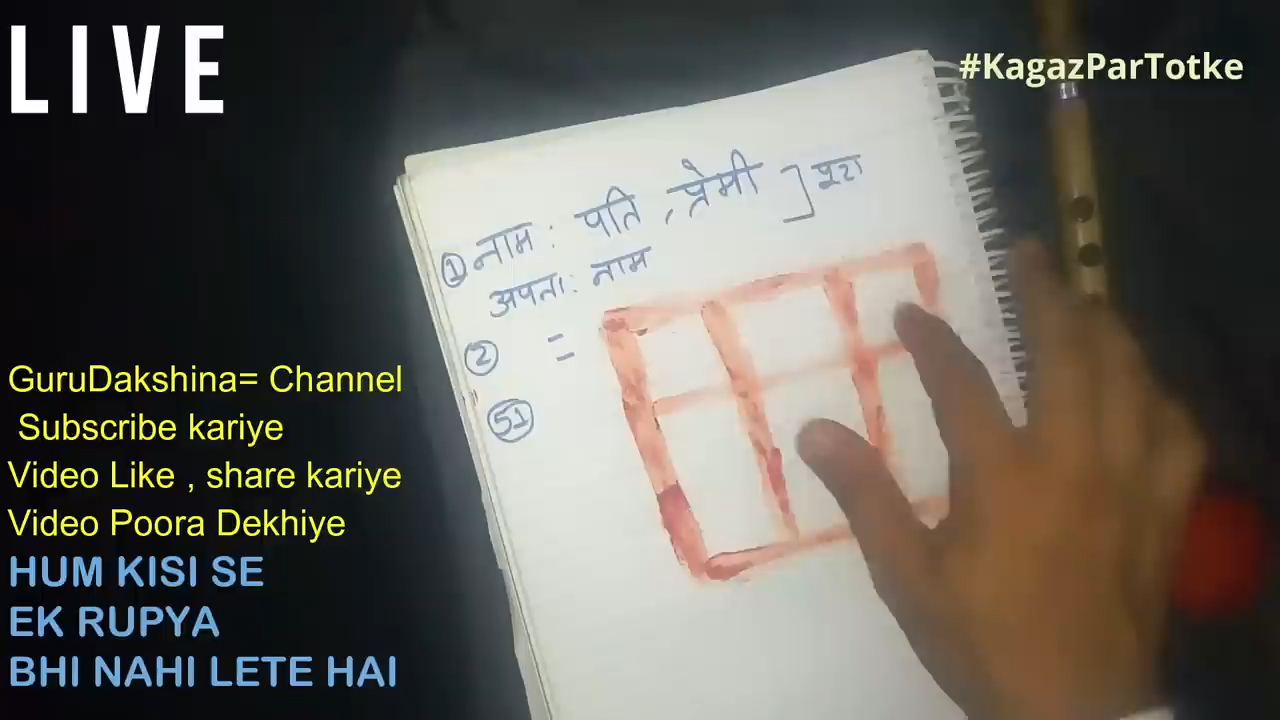 LIVE
#KagazParTotke
① नाम : पति , प्रेमी ] पूरा
अपना : नाम
② =
51
GuruDakshina= Channel
Subscribe kariye
Video Like , share kariye
Video Poora Dekhiye
HUM KISI SE
EK RUPYA
BHI NAHI LETE HAI